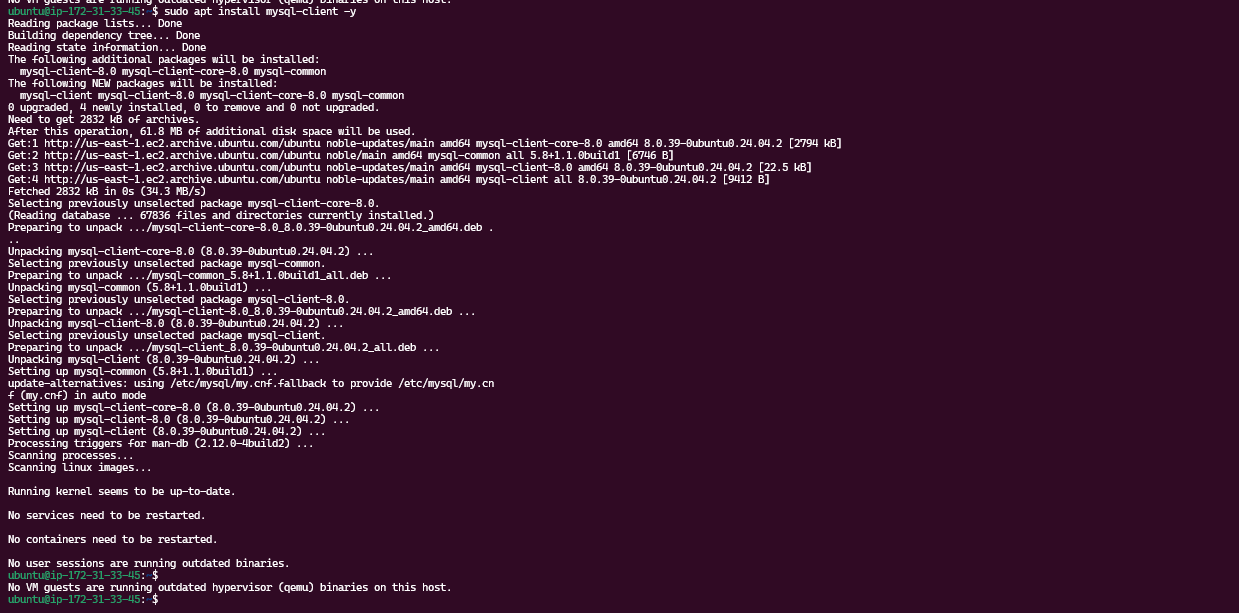 No VM guests are running outdated hypervisor (qemu) binaries on this host.
ubuntu@ip-172-31-33-45:~$ sudo apt install mysql-client -y
Reading package lists... Done
Building dependency tree... Done
Reading state information... Done
The following additional packages will be installed:
  mysql-client-8.0 mysql-client-core-8.0 mysql-common
The following NEW packages will be installed:
  mysql-client mysql-client-8.0 mysql-client-core-8.0 mysql-common
0 upgraded, 4 newly installed, 0 to remove and 0 not upgraded.
Need to get 2832 kB of archives.
After this operation, 61.8 MB of additional disk space will be used.
Get:1 http://us-east-1.ec2.archive.ubuntu.com/ubuntu noble-updates/main amd64 mysql-client-core-8.0 amd64 8.0.39-0ubuntu0.24.04.2 [2794 kB]
Get:2 http://us-east-1.ec2.archive.ubuntu.com/ubuntu noble/main amd64 mysql-common all 5.8+1.1.0build1 [6746 B]
Get:3 http://us-east-1.ec2.archive.ubuntu.com/ubuntu noble-updates/main amd64 mysql-client-8.0 amd64 8.0.39-0ubuntu0.24.04.2 [22.5 kB]
Get:4 http://us-east-1.ec2.archive.ubuntu.com/ubuntu noble-updates/main amd64 mysql-client all 8.0.39-0ubuntu0.24.04.2 [9412 B]
Fetched 2832 kB in 0s (34.3 MB/s)
Selecting previously unselected package mysql-client-core-8.0.
(Reading database ... 67836 files and directories currently installed.)
Preparing to unpack .../mysql-client-core-8.0_8.0.39-0ubuntu0.24.04.2_amd64.deb .
..
Unpacking mysql-client-core-8.0 (8.0.39-0ubuntu0.24.04.2) ...
Selecting previously unselected package mysql-common.
Preparing to unpack .../mysql-common_5.8+1.1.0build1_all.deb ...
Unpacking mysql-common (5.8+1.1.0build1) ...
Selecting previously unselected package mysql-client-8.0.
Preparing to unpack .../mysql-client-8.0_8.0.39-0ubuntu0.24.04.2_amd64.deb ...
Unpacking mysql-client-8.0 (8.0.39-0ubuntu0.24.04.2) ...
Selecting previously unselected package mysql-client.
Preparing to unpack .../mysql-client_8.0.39-0ubuntu0.24.04.2_all.deb ...
Unpacking mysql-client (8.0.39-0ubuntu0.24.04.2) ...
Setting up mysql-common (5.8+1.1.0build1) ...
update-alternatives: using /etc/mysql/my.cnf.fallback to provide /etc/mysql/my.cn
f (my.cnf) in auto mode
Setting up mysql-client-core-8.0 (8.0.39-0ubuntu0.24.04.2) ...
Setting up mysql-client-8.0 (8.0.39-0ubuntu0.24.04.2) ...
Setting up mysql-client (8.0.39-0ubuntu0.24.04.2) ...
Processing triggers for man-db (2.12.0-4build2) ...
Scanning processes...
Scanning linux images...
Running kernel seems to be up-to-date.
No services need to be restarted.
No containers need to be restarted.
No user sessions are running outdated binaries.
ubuntu@ip-172-31-33-45:~$
No VM guests are running outdated hypervisor (qemu) binaries on this host.
ubuntu@ip-172-31-33-45:~$